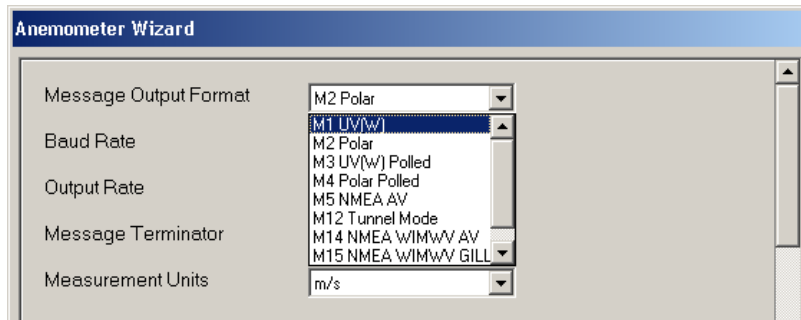 Anemometer Wizard
Message Output Format
M2 Polar
M1 UV(W)
M2 Polar
Baud Rate
M3 UV(W) Polled
M4 Polar Polled
Output Rate
M5 NMEA AV
M12 Tunnel Mode
Message Terminator
M14 NMEA WIMWV AV
M15 NMEA WIMWV GILL
Measurement Units
m/s